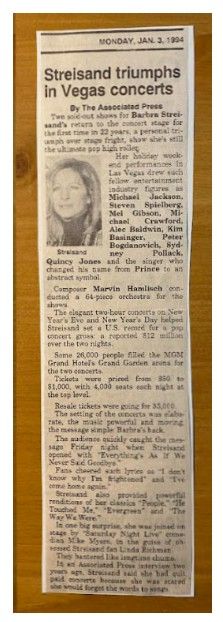 MONDAY, JAN. 3, 1994
Streisand triumphs
in Vegas concerts
By The Associated Press
Two sold-out shows for Barbra Strei-
sand's return to the concert stage for
the first time in 22 years, a personal tri-
umph over stage fright, show she's still
the ultimate pop high roller.
Her holiday week-
end performances in
Las Vegas drew such
fellow entertainment
industry figures as
Michael Jackson,
Steven Spielberg,
Mel Gibson, Mi-
chael Crawford,
Alec Baldwin, Kim
Basinger, Peter
Bogdanovich, Syd-
ney Pollack,
Streisand
Quincy Jones and the singer who
changed his name from Prince to an
abstract symbol.
Composer Marvin Hamlisch con-
ducted a 64-piece orchestra for the
shows.
The elegant two-hour concerts on New
Year's Eve and New Year's Day helped
Streisand set a U.S. record for a pop
concert gross: a reported $12 million
over the two nights.
Some 26,000 people filled the MGM
Grand Hotel's Grand Garden arena for
the two concerts.
Tickets were priced from $50 to
$1,000, with 4,000 seats each night at
the top level.
Resale tickets were going for
The setting of the concerts was elabo-
rate, the music powerful and moving,
the message simple: Barbra's back.
The audience quickly caught the mes-
sage Friday night when Streisand
opened with "Everything's As If We
Never Said Goodbye."
Fans cheered such lyrics as "I don't
know why I'm frightened" and "I've
come home again."
Streisand also provided powerful
renditions of her classics "People," "He
Touched Me," "Evergreen" and "The
Way We Were."
In one big surprise, she was joined on
stage by "Saturday Night Live" come-
dian Mike Myers, in the guise of ob-
sessed Streisand fan Linda Richman.
They bantered like longtime chums.
In an Associated Press interview two
years ago, Streisand said she had quit
paid concerts because she was scared
she would forget the words to songs.